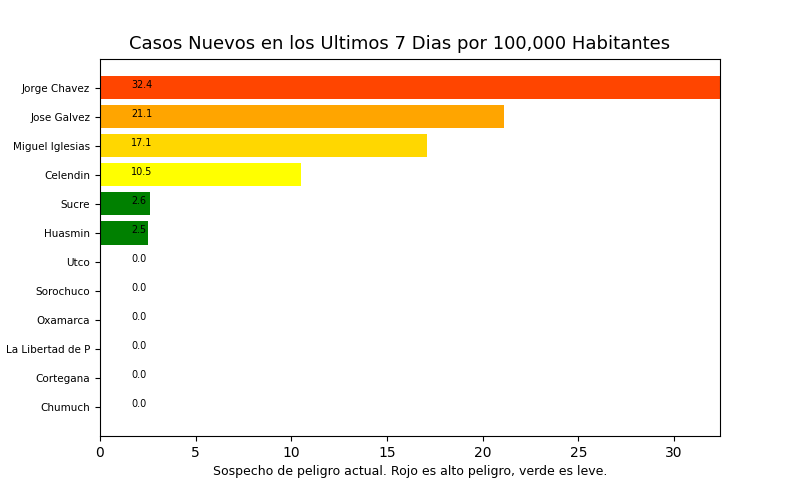 Casos Nuevos en los Ultimos 7 Dias por 100,000 Habitantes
Jorge Chavez 32.4
Jose Galvez 21.1
Miguel Iglesias 17.1
Celendin 10.5
Sucre 2.6
Huasmin 2.5
Utco 0.0
Sorochuco 0.0
Oxamarca 0.0
La Libertad de P 0.0
Cortegana 0.0
Chumuch 0.0
0 5 10 15 20 25 30
Sospecho de peligro actual. Rojo es alto peligro, verde es leve.